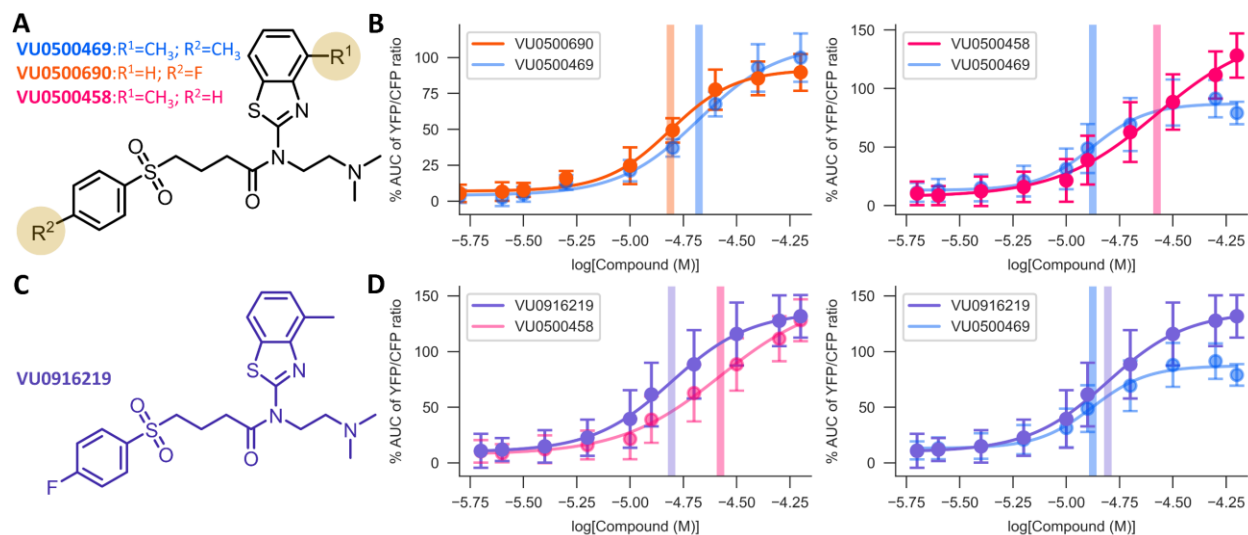 A
VU0500469:R¹=CH₃; R²=CH₃
VU0500690:R¹=H; R²=F
VU0500458:R¹=CH₃; R²=H
R¹
S
N
O
O
S
N
N
O
R²
B
% AUC of YFP/CFP ratio
100
75
50
25
0
VU0500690
VU0500469
−5.75
−5.50
−5.25
−5.00
−4.75
−4.50
−4.25
log[Compound (M)]
% AUC of YFP/CFP ratio
150
100
50
0
VU0500458
VU0500469
−5.75
−5.50
−5.25
−5.00
−4.75
−4.50
−4.25
log[Compound (M)]
C
VU0916219
S
N
O
O
S
N
N
O
F
D
% AUC of YFP/CFP ratio
150
100
50
0
VU0916219
VU0500458
−5.75
−5.50
−5.25
−5.00
−4.75
−4.50
−4.25
log[Compound (M)]
% AUC of YFP/CFP ratio
150
100
50
0
VU0916219
VU0500469
−5.75
−5.50
−5.25
−5.00
−4.75
−4.50
−4.25
log[Compound (M)]